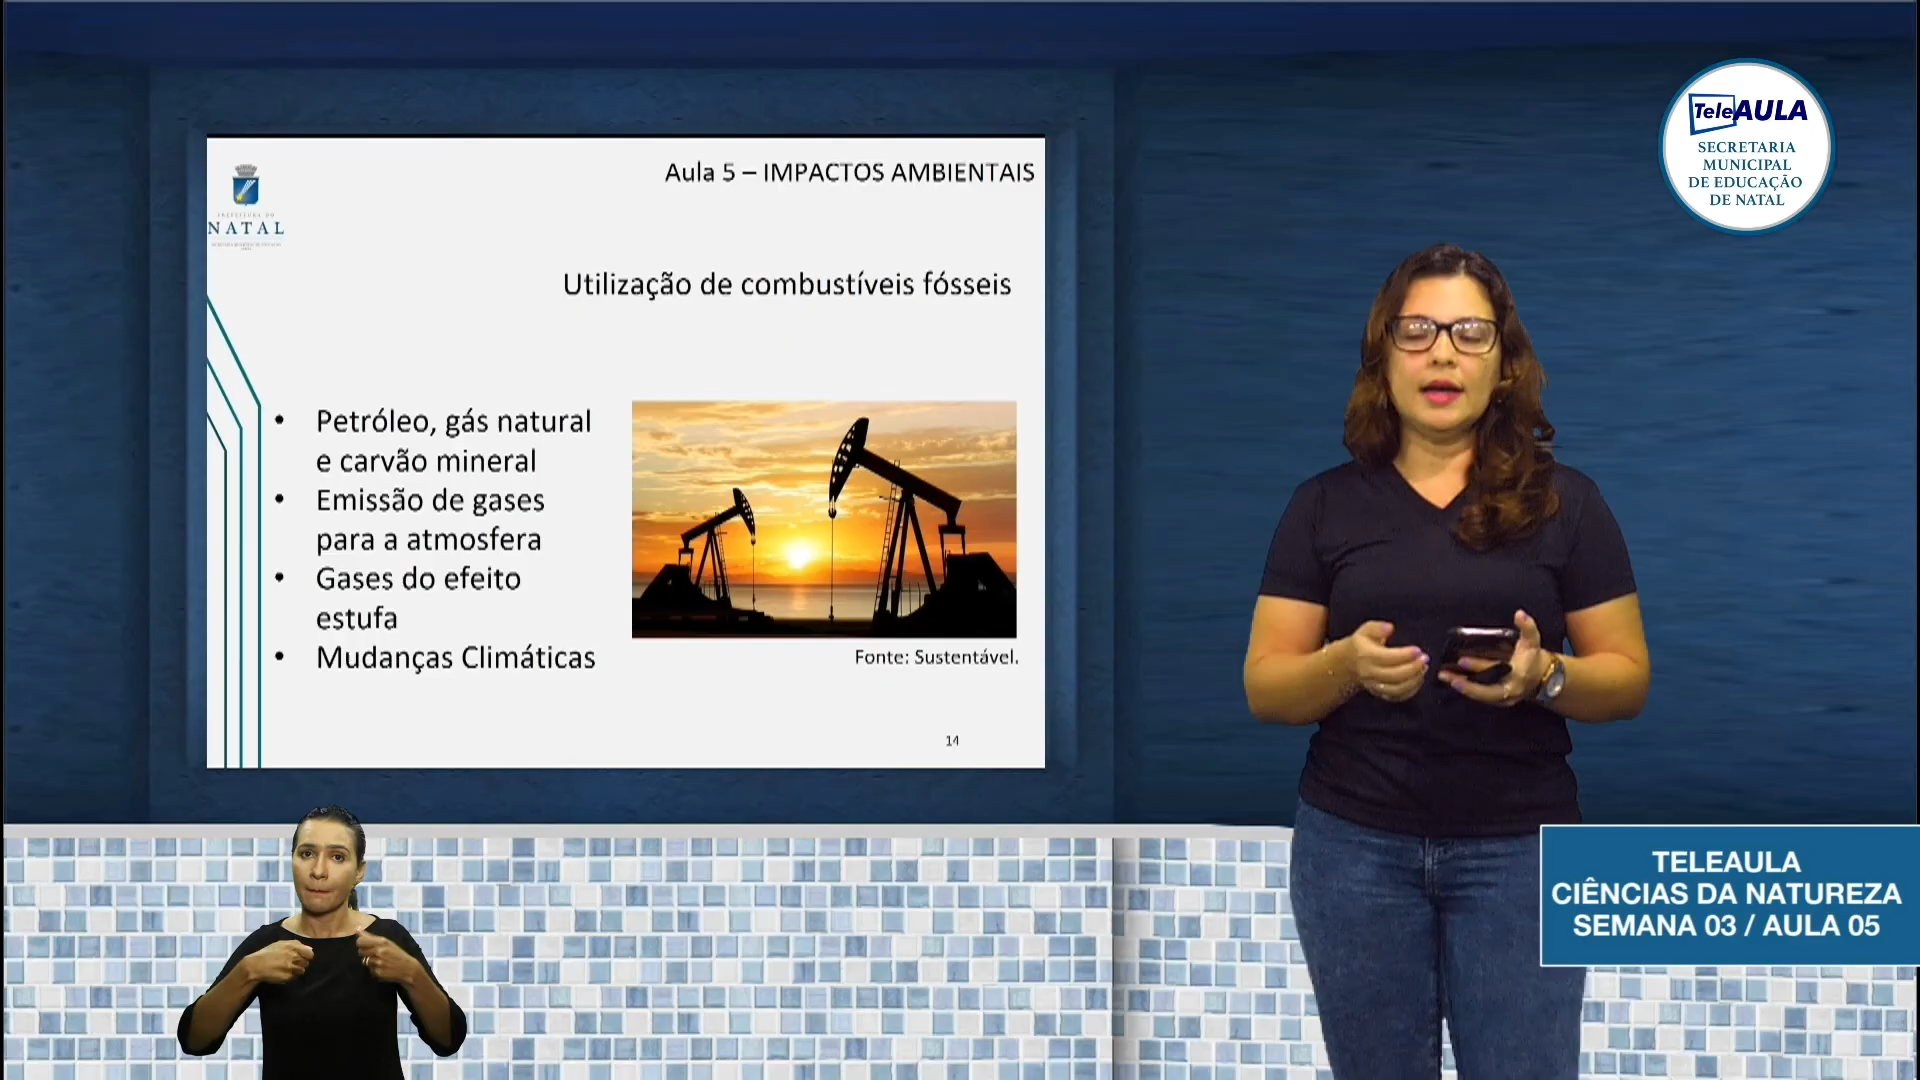 Aula 5 – IMPACTOS AMBIENTAIS
PREFEITURA DO
NATAL
Utilização de combustíveis fósseis
• Petróleo, gás natural
e carvão mineral
• Emissão de gases
para a atmosfera
• Gases do efeito
estufa
• Mudanças Climáticas
Fonte: Sustentável.
14
TeleAULA
SECRETARIA
MUNICIPAL
DE EDUCAÇÃO
DE NATAL
TELEAULA
CIÊNCIAS DA NATUREZA
SEMANA 03 / AULA 05